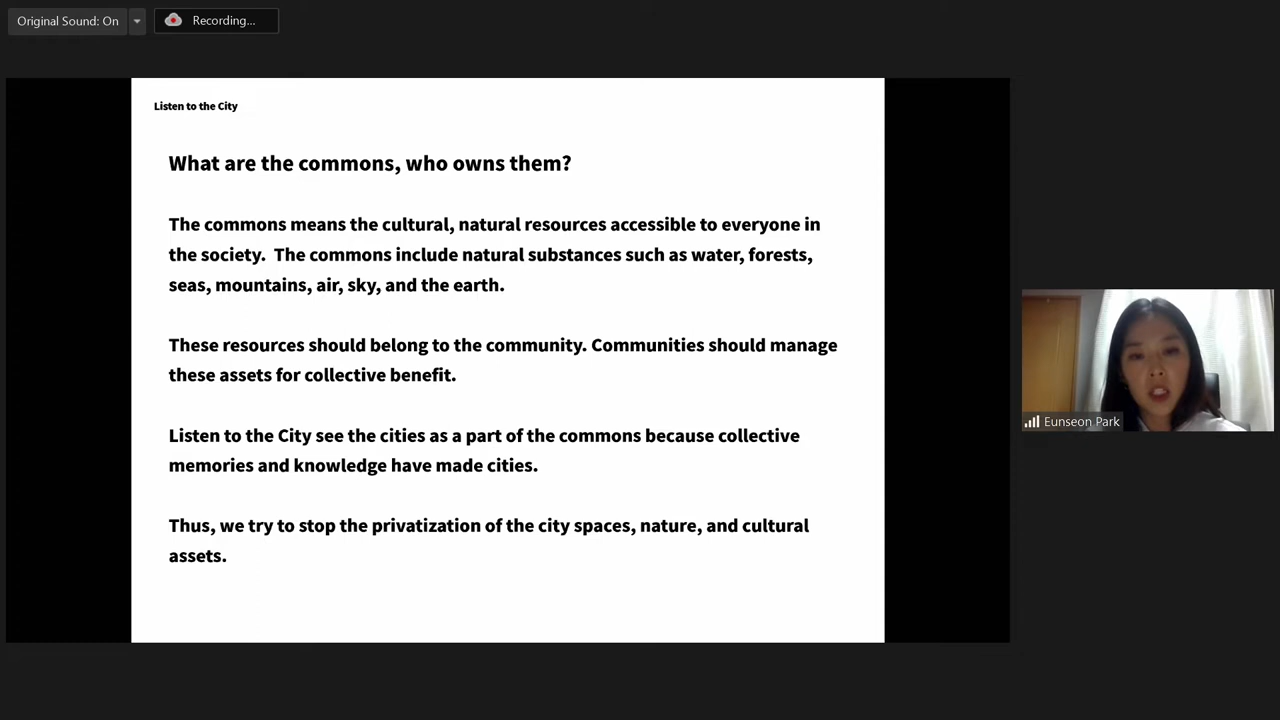 Original Sound: On
Recording...
Listen to the City
What are the commons, who owns them?
The commons means the cultural, natural resources accessible to everyone in
the society.  The commons include natural substances such as water, forests,
seas, mountains, air, sky, and the earth.
These resources should belong to the community. Communities should manage
these assets for collective benefit.
Listen to the City see the cities as a part of the commons because collective
memories and knowledge have made cities.
Thus, we try to stop the privatization of the city spaces, nature, and cultural
assets.
Eunseon Park